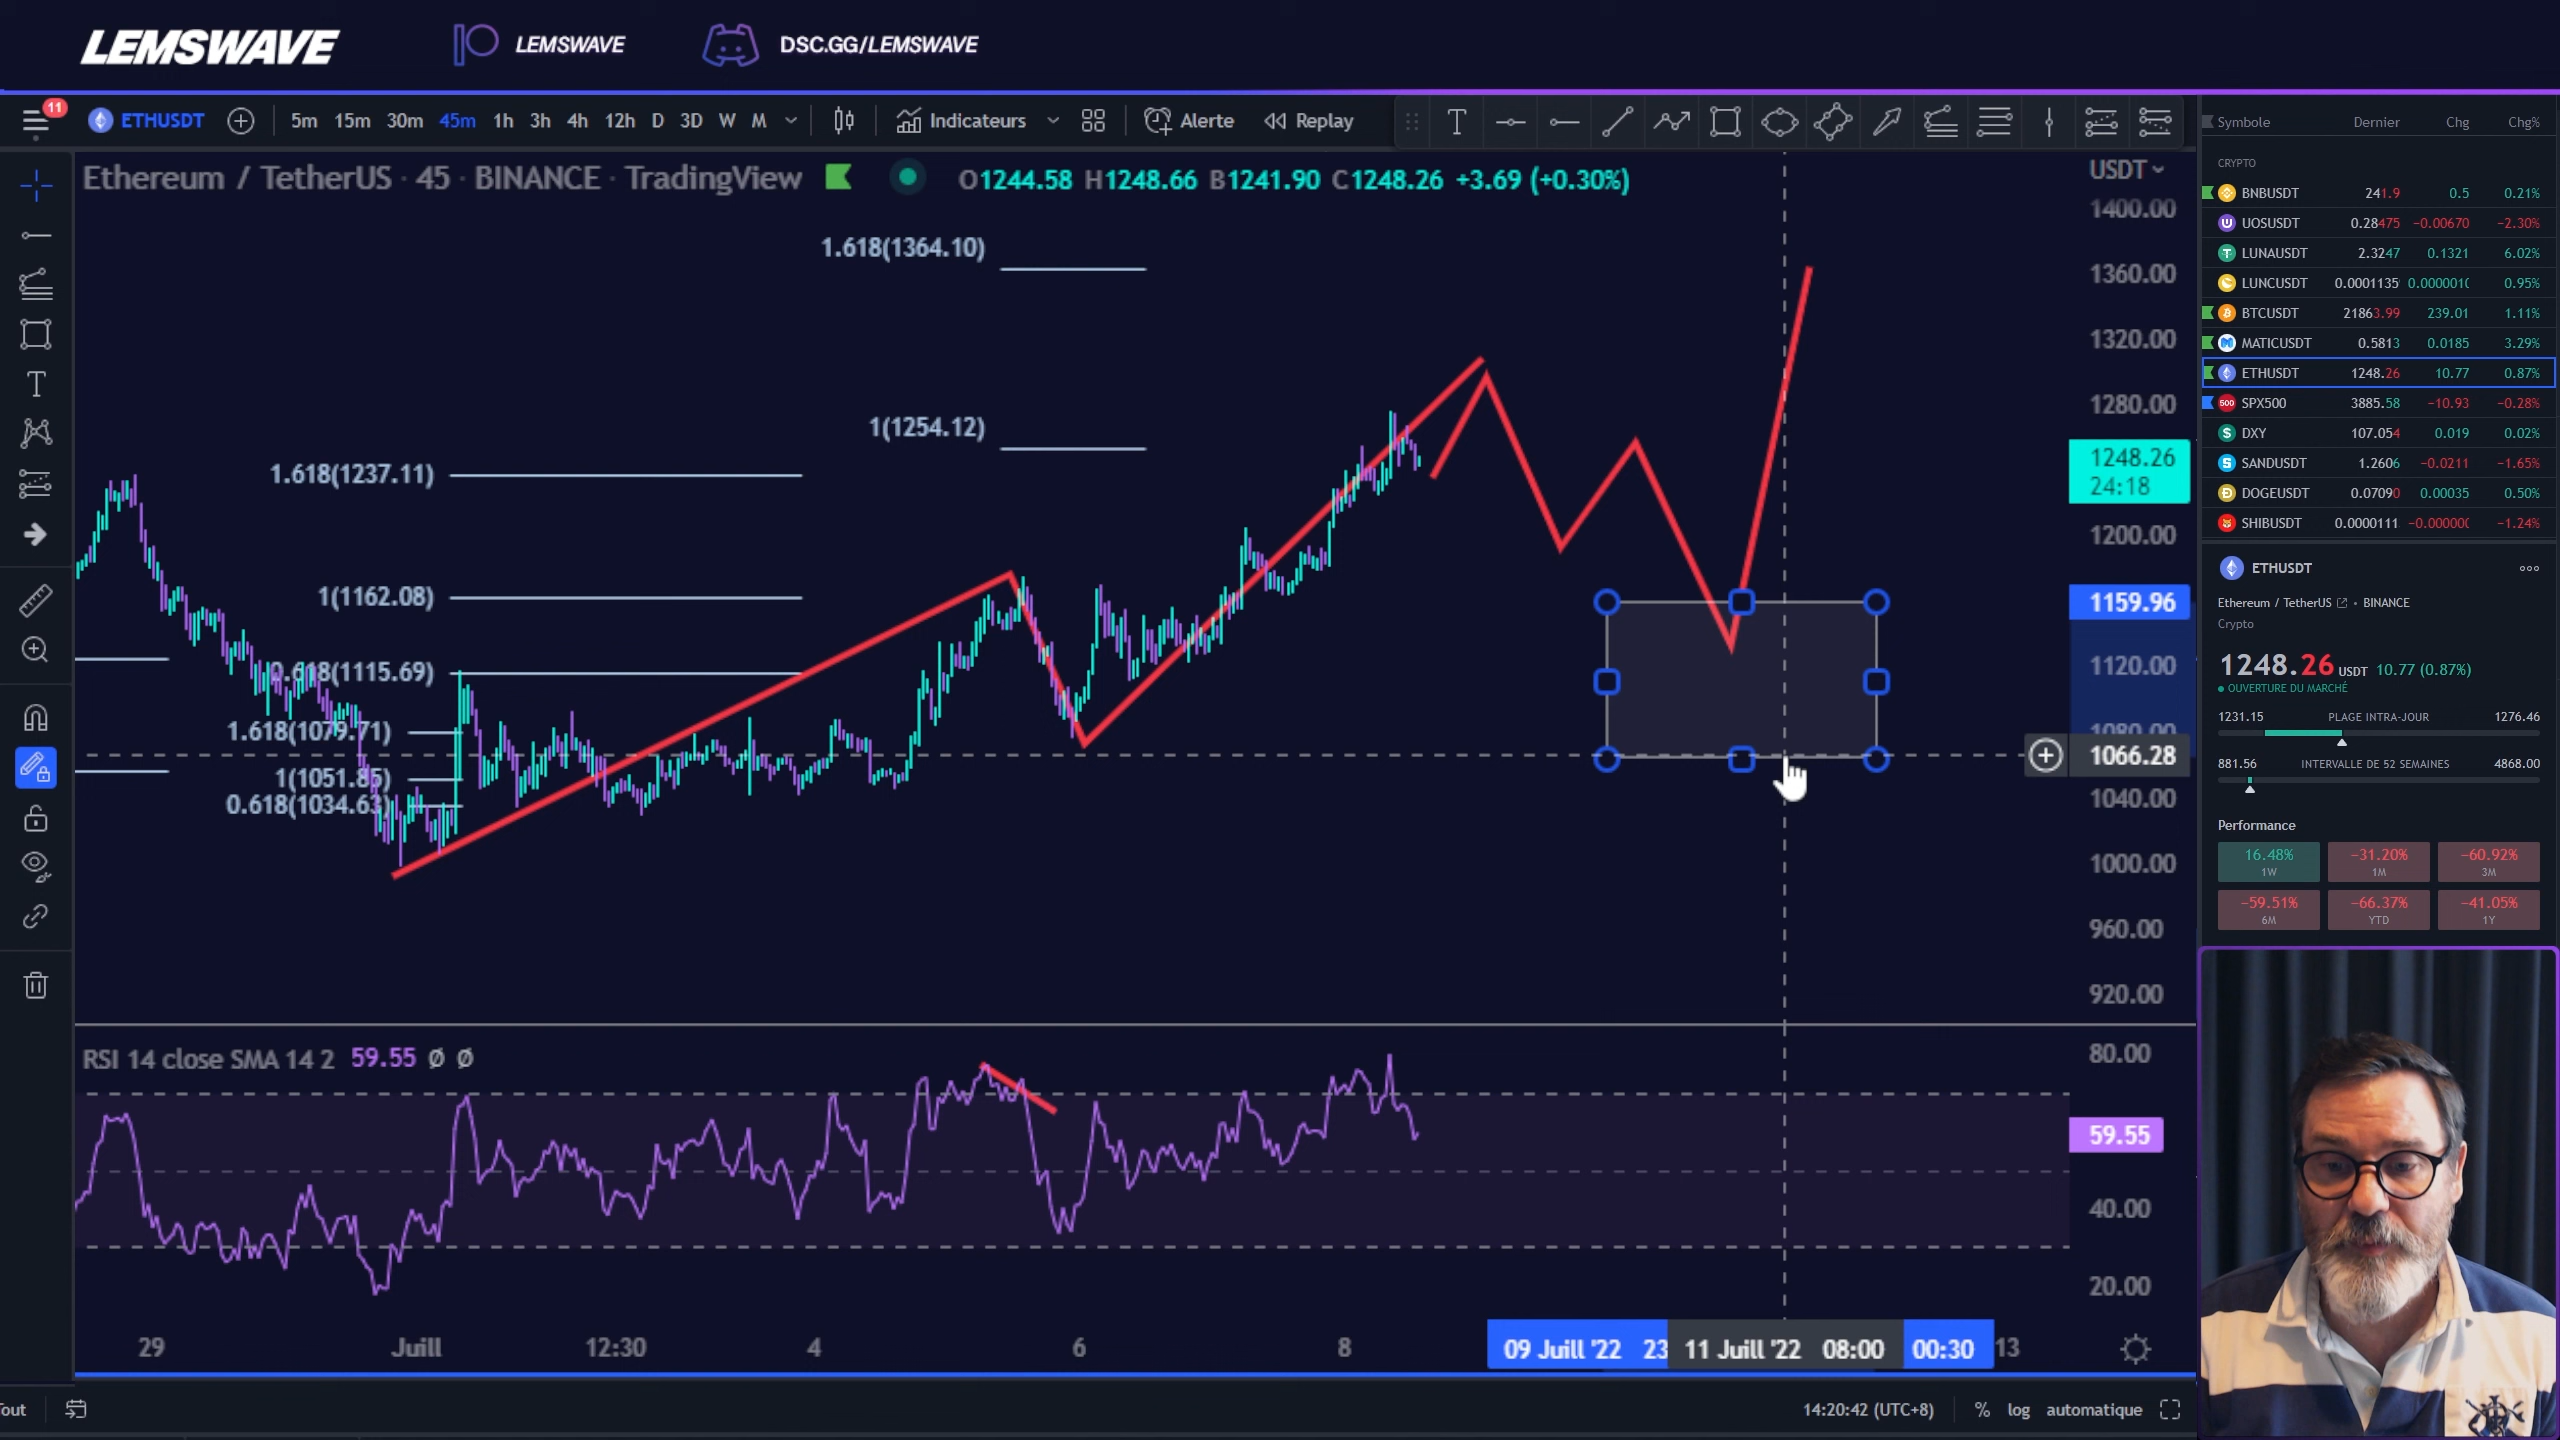 LEMSWAVE LEMSWAVE DSC.GG/LEMSWAVE
11 ETHUSDT 5m 15m 30m 45m 1h 3h 4h 12h D 3D W M Indicateurs Alerte Replay
Ethereum / TetherUS · 45 · BINANCE · TradingView O1244.58 H1248.66 B1241.90 C1248.26 +3.69 (+0.30%)
USDT
1400.00
1360.00
1320.00
1280.00
1248.26
24:18
1200.00
1159.96
1120.00
1080.00
1066.28
1040.00
1000.00
960.00
920.00
1.618(1364.10)
1(1254.12)
1.618(1237.11)
1(1162.08)
0.618(1115.69)
1.618(1079.71)
1(1051.85)
0.618(1034.63)
RSI 14 close SMA 14 2 59.55 Ø Ø
80.00
59.55
40.00
20.00
29 Juill 12:30 4 6 8 09 Juill '22 23 11 Juill '22 08:00 00:30 13
14:20:42 (UTC+8) % log automatique
Symbole Dernier Chg Chg%
CRYPTO
BNBUSDT 241.9 0.5 0.21%
UOSUSDT 0.28475 −0.00670 −2.30%
LUNAUSDT 2.3247 0.1321 6.02%
LUNCUSDT 0.0001135 0.000001 0.95%
BTCUSDT 21863.99 239.01 1.11%
MATICUSDT 0.5813 0.0185 3.29%
ETHUSDT 1248.26 10.77 0.87%
500 SPX500 3885.58 −10.93 −0.28%
DXY 107.054 0.019 0.02%
SANDUSDT 1.2606 −0.0211 −1.65%
DOGEUSDT 0.07090 0.00035 0.50%
SHIBUSDT 0.0000111 −0.00000 −1.24%
ETHUSDT
Ethereum / TetherUS • BINANCE
Crypto
1248.26 USDT 10.77 (0.87%)
OUVERTURE DU MARCHÉ
1231.15 PLAGE INTRA-JOUR 1276.46
881.56 INTERVALLE DE 52 SEMAINES 4868.00
Performance
16.48% −31.20% −60.92%
1W 1M 3M
−59.51% −66.37% −41.05%
6M YTD 1Y